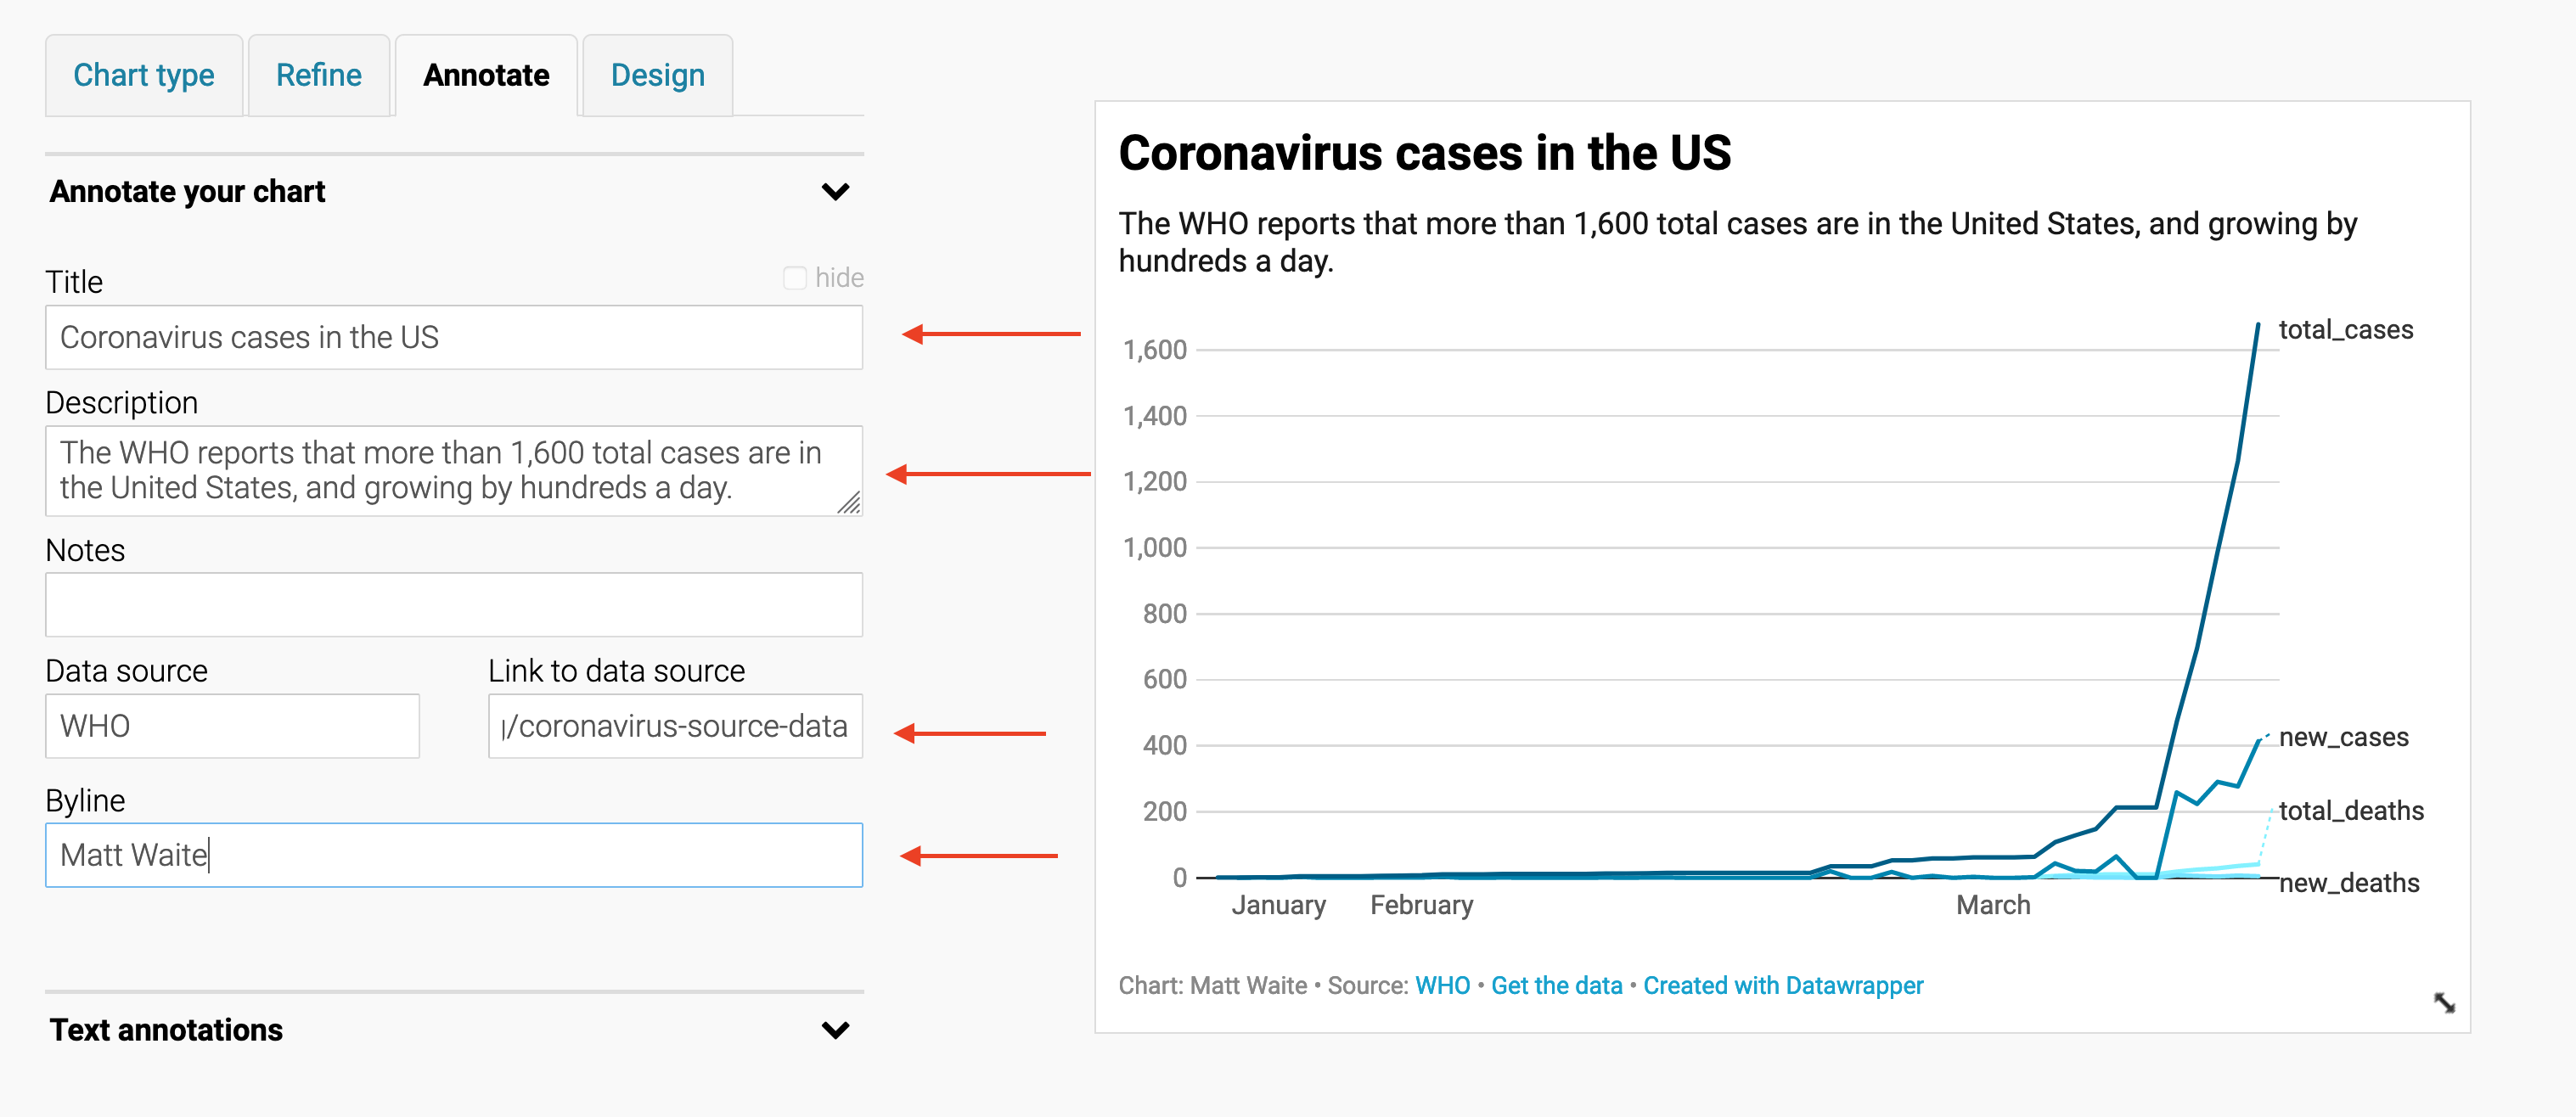 Chart type
Refine
Annotate
Design
Annotate your chart
Title
hide
Coronavirus cases in the US
Description
The WHO reports that more than 1,600 total cases are in
the United States, and growing by hundreds a day.
Notes
Data source
Link to data source
WHO
/coronavirus-source-data
Byline
Matt Waite
Text annotations
Coronavirus cases in the US
The WHO reports that more than 1,600 total cases are in the United States, and growing by
hundreds a day.
total_cases
1,600
1,400
1,200
1,000
800
600
400
new_cases
200
total_deaths
0
new_deaths
January
February
March
Chart: Matt Waite • Source: WHO • Get the data • Created with Datawrapper